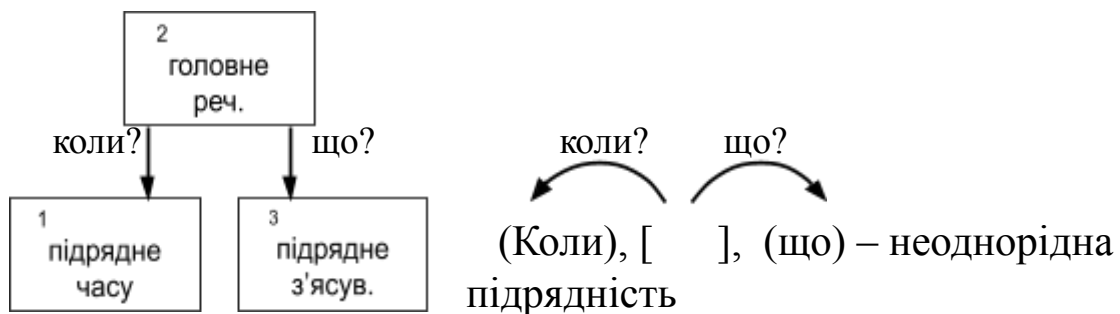 2
головне
реч.
коли? що?
1
підрядне
часу
3
підрядне
з'ясув.
коли? що?
(Коли), [ ], (що) – неоднорідна
підрядність